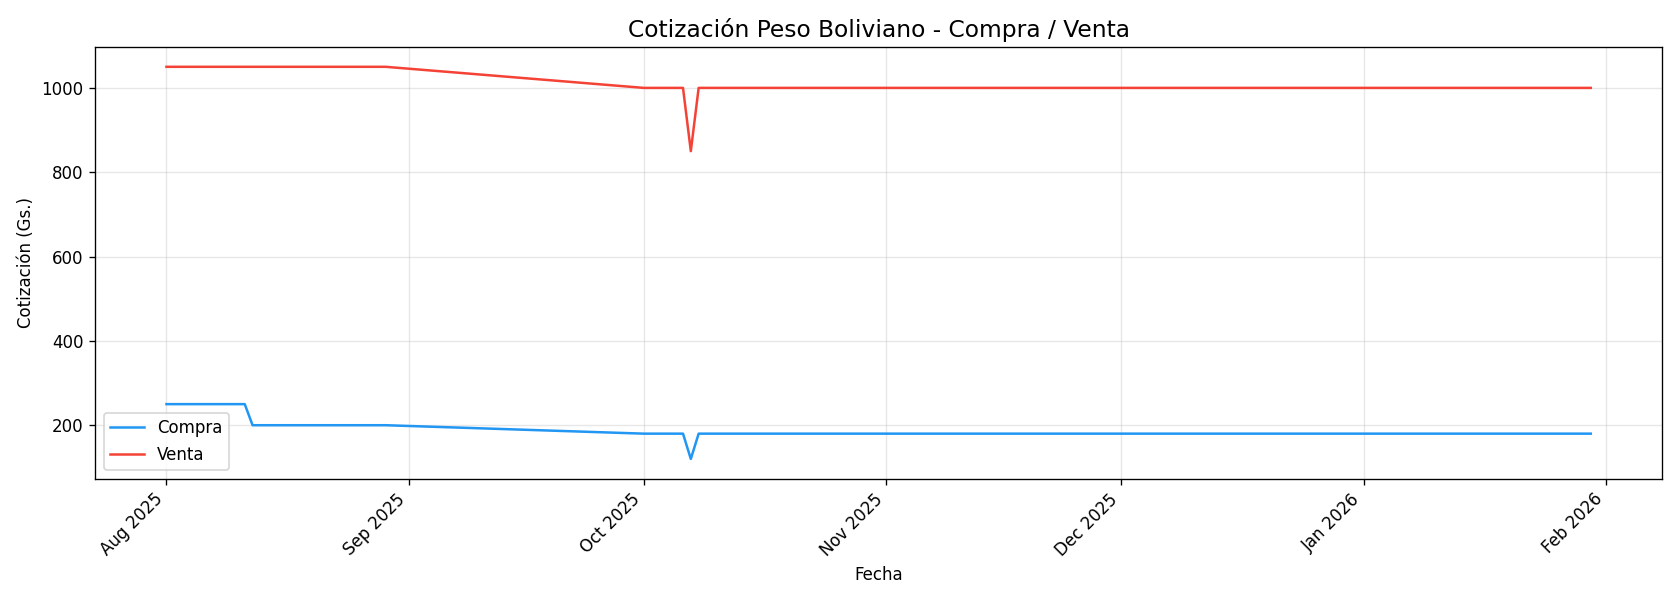 Cotización Peso Boliviano - Compra / Venta
Cotización (Gs.)
1000
800
600
400
200
Compra
Venta
Aug 2025
Sep 2025
Oct 2025
Nov 2025
Dec 2025
Jan 2026
Feb 2026
Fecha